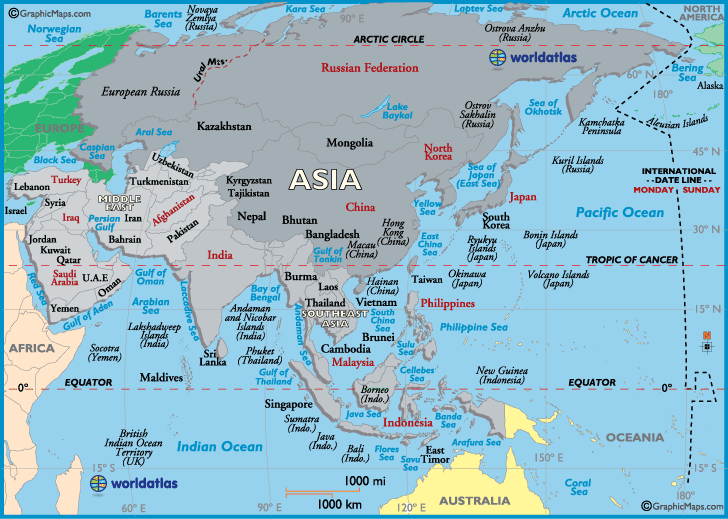 ©GraphicMaps.com
Barents
Sea
Novaya
Zemlya
(Russia)
Kara Sea
90° E
Laptev Sea
Arctic Ocean
NORTH
AMERICA
Norwegian
Sea
ARCTIC CIRCLE
Ostrova Anzhu
(Russia)
worldatlas
Ural Mts.
Russian Federation
Bering
Sea
60° N
180°
Alaska
European Russia
Lake
Baykal
Ostrov
Sakhalin
(Russia)
Sea of
Okhotsk
Kamchatka
Peninsula
Aleutian Islands
EUROPE
Kazakhstan
Aral Sea
Caspian
Sea
Black Sea
Mongolia
North
Korea
45° N
Kuril Islands
(Russia)
Uzbekistan
Turkmenistan
Kyrgyzstan
Tajikistan
ASIA
Sea of
Japan
(East Sea)
INTERNATIONAL
DATE LINE
MONDAY SUNDAY
Turkey
Lebanon
Syria
MIDDLE
EAST
Israel
Iraq
Persian
Gulf
Iran
Afghanistan
Pakistan
Nepal
Bhutan
Bangladesh
China
Yellow
Sea
Japan
South
Korea
Pacific Ocean
Hong
Kong
(China)
Macau
(China)
30° N
Jordan
Kuwait
Qatar
Bahrain
India
Gulf of
Tonkin
East
China
Sea
Ryukyu
Islands
(Japan)
Bonin Islands
(Japan)
TROPIC OF CANCER
Saudi
Arabia
U.A.E
Oman
Gulf of
Oman
Burma
Laos
Hainan
(China)
Taiwan
Okinawa
(Japan)
Volcano Islands
(Japan)
Red Sea
Yemen
Gulf of Aden
Arabian
Sea
Laccadive Sea
Bay of
Bengal
Thailand
Vietnam
Philippines
15° N
SOUTHEAST
ASIA
Andaman
and Nicobar
Islands
(India)
Andaman Sea
South
China
Sea
Philippine Sea
Lakshadyeep
Islands
(India)
AFRICA
Socotra
(Yemen)
Sri
Lanka
Phuket
(Thailand)
Cambodia
Brunei
Sulu
Sea
Malaysia
Gulf of
Thailand
Cellebes
Sea
New Guinea
(Indonesia)
Maldives
0°
EQUATOR
Borneo
(Indo.)
EQUATOR
0°
Singapore
Sumatra
(Indo.)
Java Sea
Indonesia
Banda
Sea
British
Indian Ocean
Territory
(UK)
Indian Ocean
Java
(Indo.)
Bali
(Indo.)
Flores
Sea
Savu
Sea
East
Timor
Arafura Sea
OCEANIA
15° S
150° E
15° S
worldatlas
1000 mi
1000 km
60° E
90° E
120° E
AUSTRALIA
Coral
Sea
180°
©GraphicMaps.com